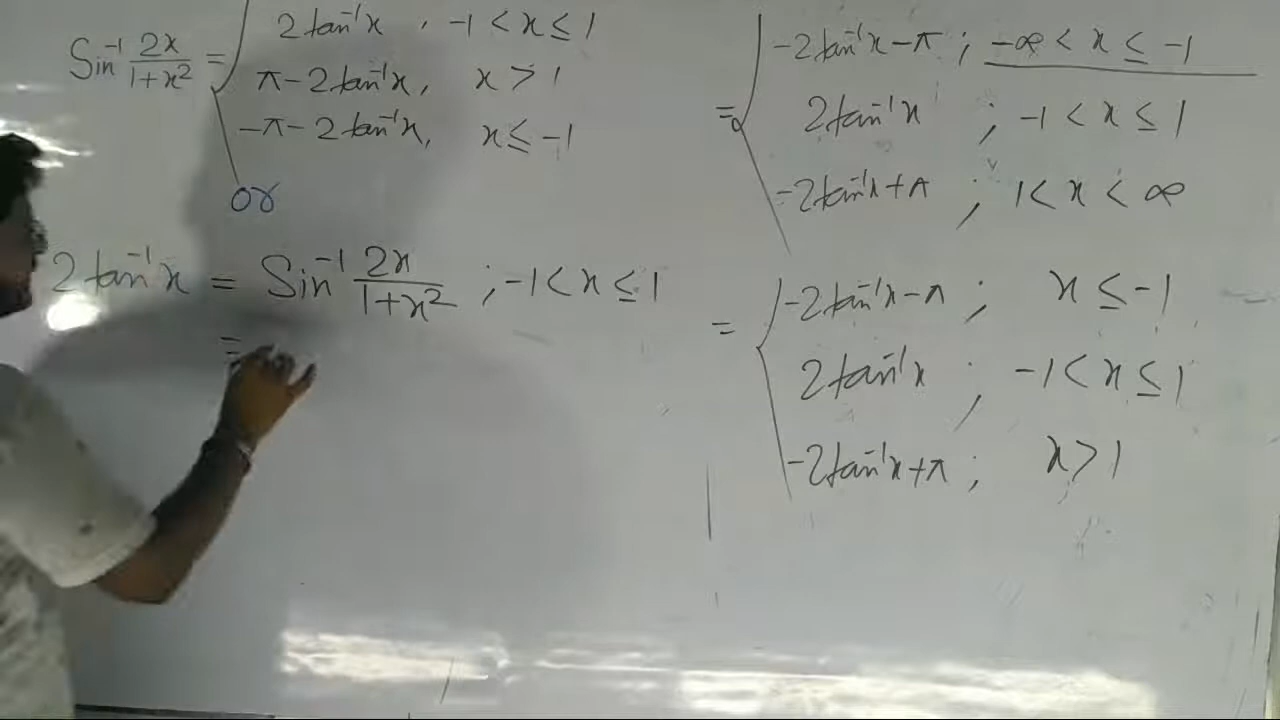 Sin⁻¹ 2x/1+x² = { 2tan⁻¹x , -1 < x ≤ 1
π - 2tan⁻¹x, x > 1
-π - 2tan⁻¹x, x ≤ -1
or
2tan⁻¹x = Sin⁻¹ 2x/1+x² ; -1 < x ≤ 1
=
= { -2tan⁻¹x - π ; -∞ < x ≤ -1
2tan⁻¹x ; -1 < x ≤ 1
-2tan⁻¹x + π ; 1 < x < ∞
= { -2tan⁻¹x - π ; x ≤ -1
2tan⁻¹x ; -1 < x ≤ 1
-2tan⁻¹x + π ; x > 1